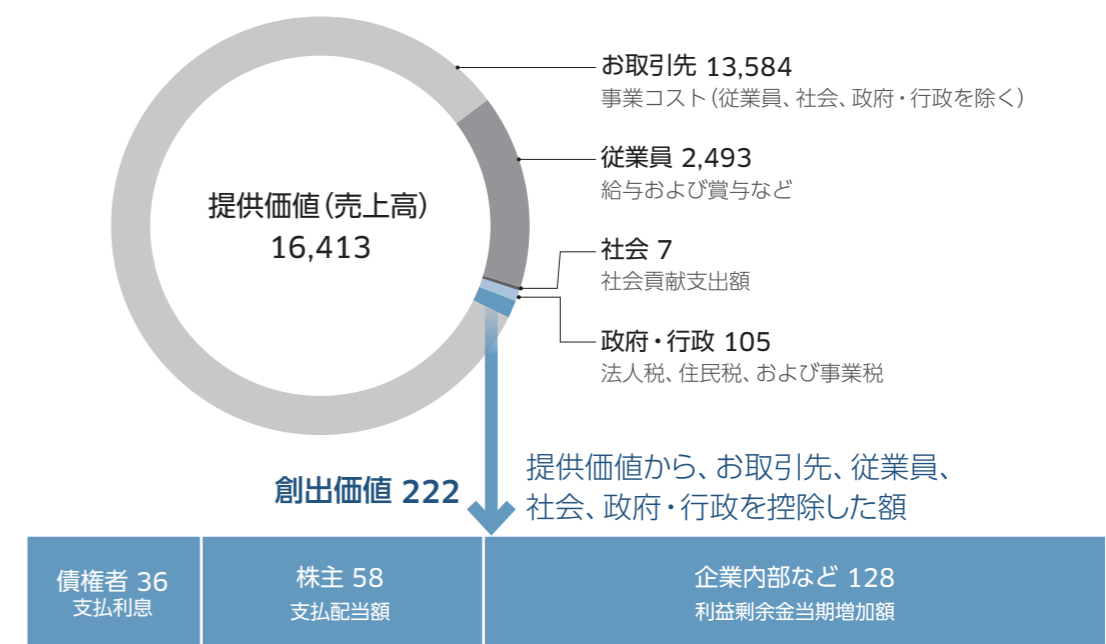 お取引先 13,584
事業コスト(従業員、社会、政府・行政を除く)
従業員 2,493
給与および賞与など
提供価値(売上高)
16,413
社会 7
社会貢献支出額
政府・行政 105
法人税、住民税、および事業税
創出価値 222
提供価値から、お取引先、従業員、
社会、政府・行政を控除した額
債権者 36
支払利息
株主 58
支払配当額
企業内部など 128
利益剰余金当期増加額